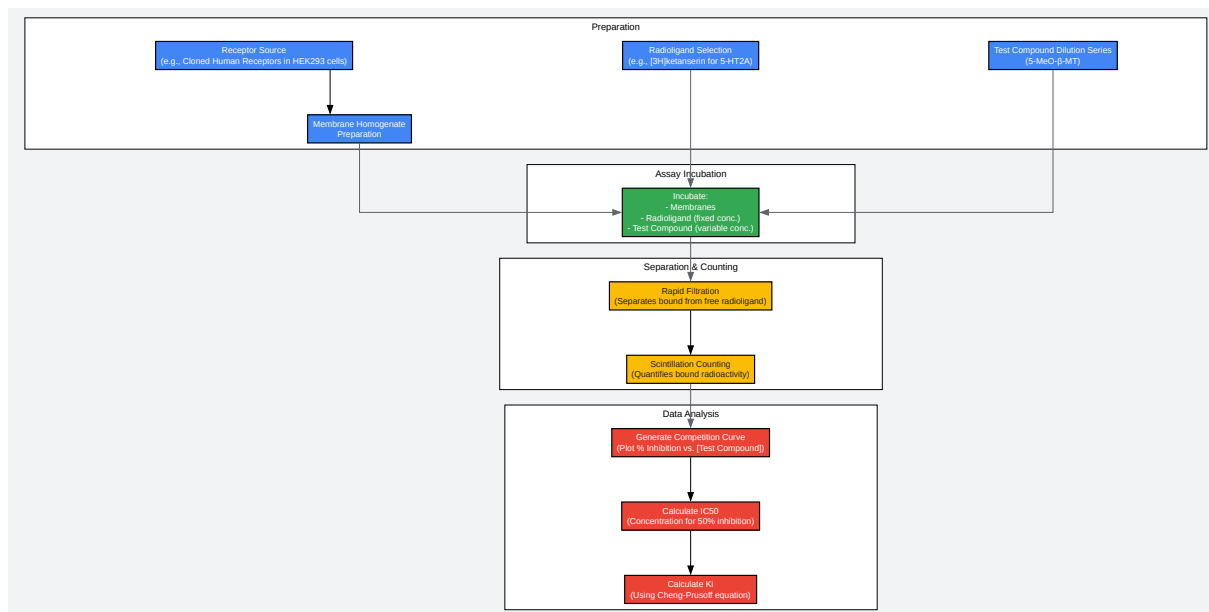 Preparation
Receptor Source
(e.g., Cloned Human Receptors in HEK293 cells)
Radioligand Selection
(e.g., [3H]ketanserin for 5-HT2A)
Test Compound Dilution Series
(5-MeO-β-MT)
Membrane Homogenate
Preparation
Assay Incubation
Incubate:
- Membranes
- Radioligand (fixed conc.)
- Test Compound (variable conc.)
Separation & Counting
Rapid Filtration
(Separates bound from free radioligand)
Scintillation Counting
(Quantifies bound radioactivity)
Data Analysis
Generate Competition Curve
(Plot % Inhibition vs. [Test Compound])
Calculate IC50
(Concentration for 50% inhibition)
Calculate Ki
(Using Cheng-Prusoff equation)